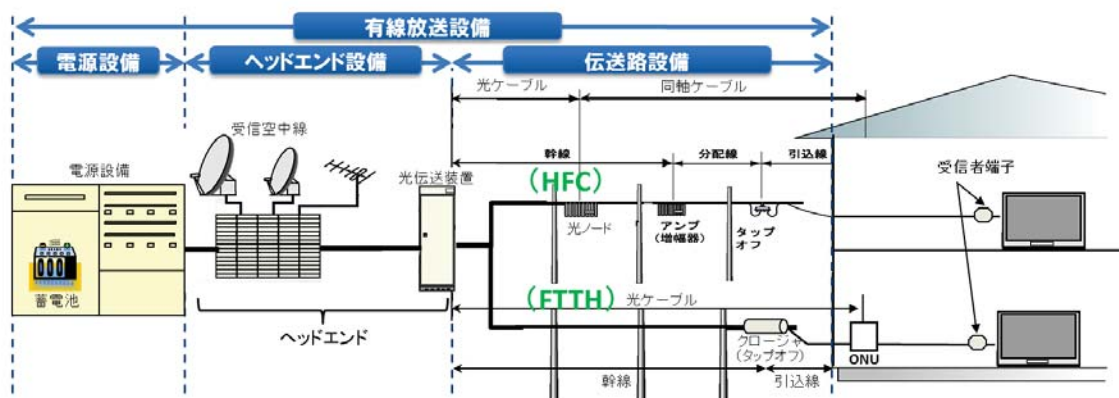 有線放送設備
電源設備
ヘッドエンド設備
伝送路設備
光ケーブル
同軸ケーブル
受信空中線
幹線
分配線
引込線
電源設備
光伝送装置
(HFC)
受信者端子
光ノード
アンプ
(増幅器)
タップ
オフ
蓄電池
(FTTH)
光ケーブル
ヘッドエンド
クロージャ
(タップオフ)
ONU
幹線
引込線